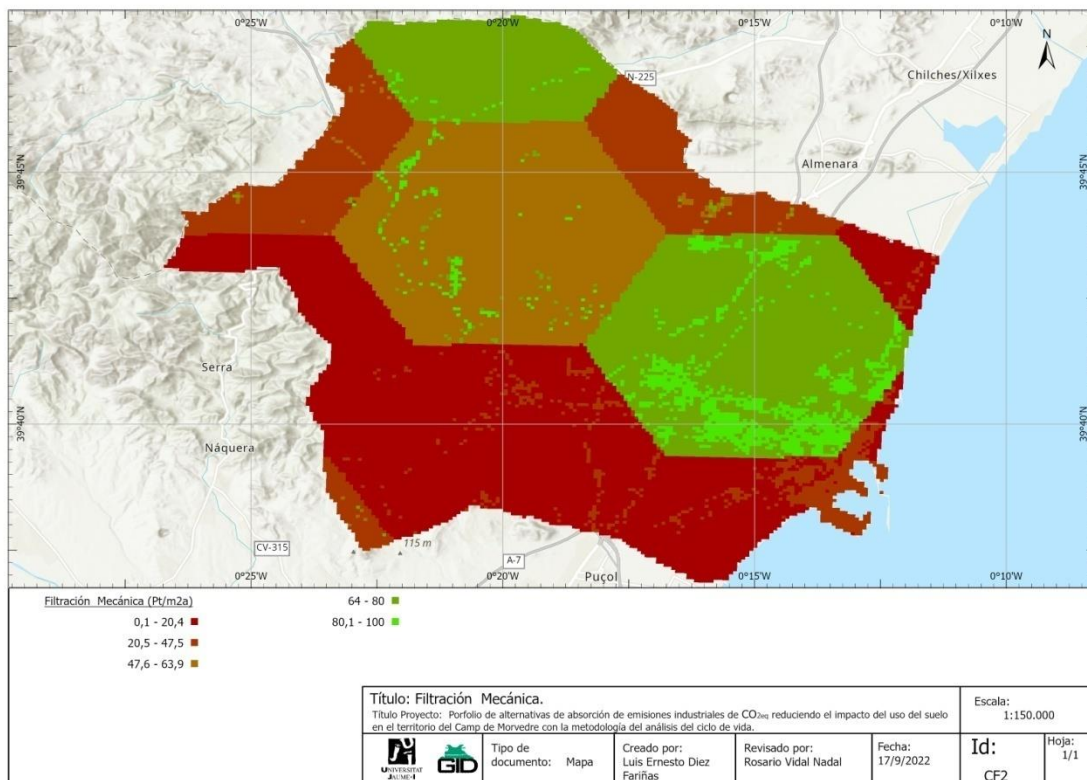 0°25'W
0°20'W
0°15'W
0°10'W
N
N-225
Chilches/Xilxes
39°45'N
Almenara
39°45'N
Serra
39°40'N
39°40'N
Náquera
CV-315
115 m
A-7
Puçol
0°25'W
0°20'W
0°15'W
0°10'W
Filtración Mecánica (Pt/m2a)
0,1 - 20,4
20,5 - 47,5
47,6 - 63,9
64 - 80
80,1 - 100
Título: Filtración Mecánica.
Título Proyecto: Porfolio de alternativas de absorción de emisiones industriales de CO2eq reduciendo el impacto del uso del suelo
en el territorio del Camp de Morvedre con la metodología del análisis del ciclo de vida.
Escala:
1:150.000
UNIVERSITAT
JAUME•I
GID
Tipo de
documento: Mapa
Creado por:
Luis Ernesto Diez
Fariñas
Revisado por:
Rosario Vidal Nadal
Fecha:
17/9/2022
Id:
CF2
Hoja:
1/1